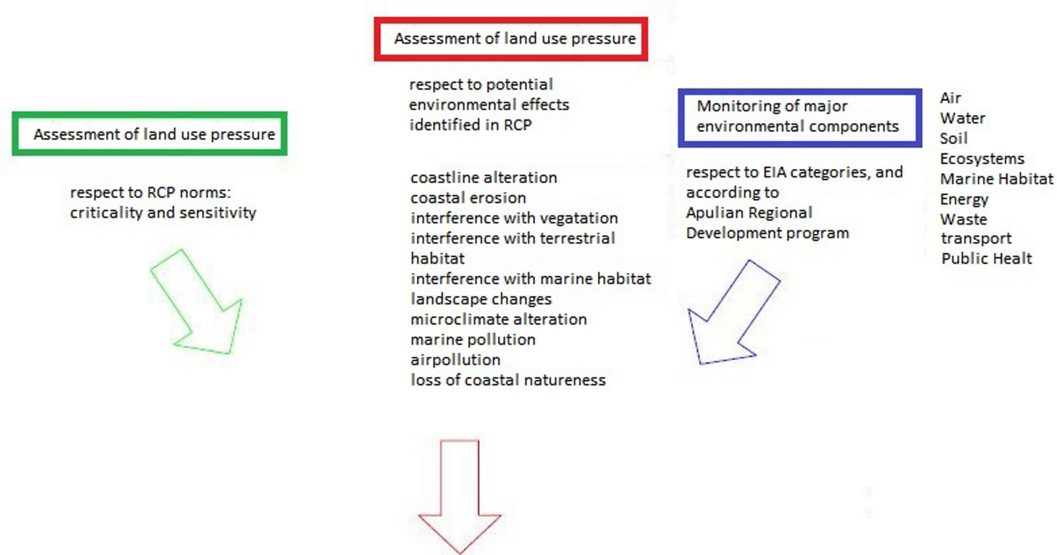 Assessment of land use pressure
respect to RCP norms:
criticality and sensitivity
Assessment of land use pressure
respect to potential
environmental effects
identified in RCP
coastline alteration
coastal erosion
interference with vegatation
interference with terrestrial
habitat
interference with marine habitat
landscape changes
microclimate alteration
marine pollution
airpollution
loss of coastal natureness
Monitoring of major
environmental components
respect to EIA categories, and
according to
Apulian Regional
Development program
Air
Water
Soil
Ecosystems
Marine Habitat
Energy
Waste
transport
Public Healt